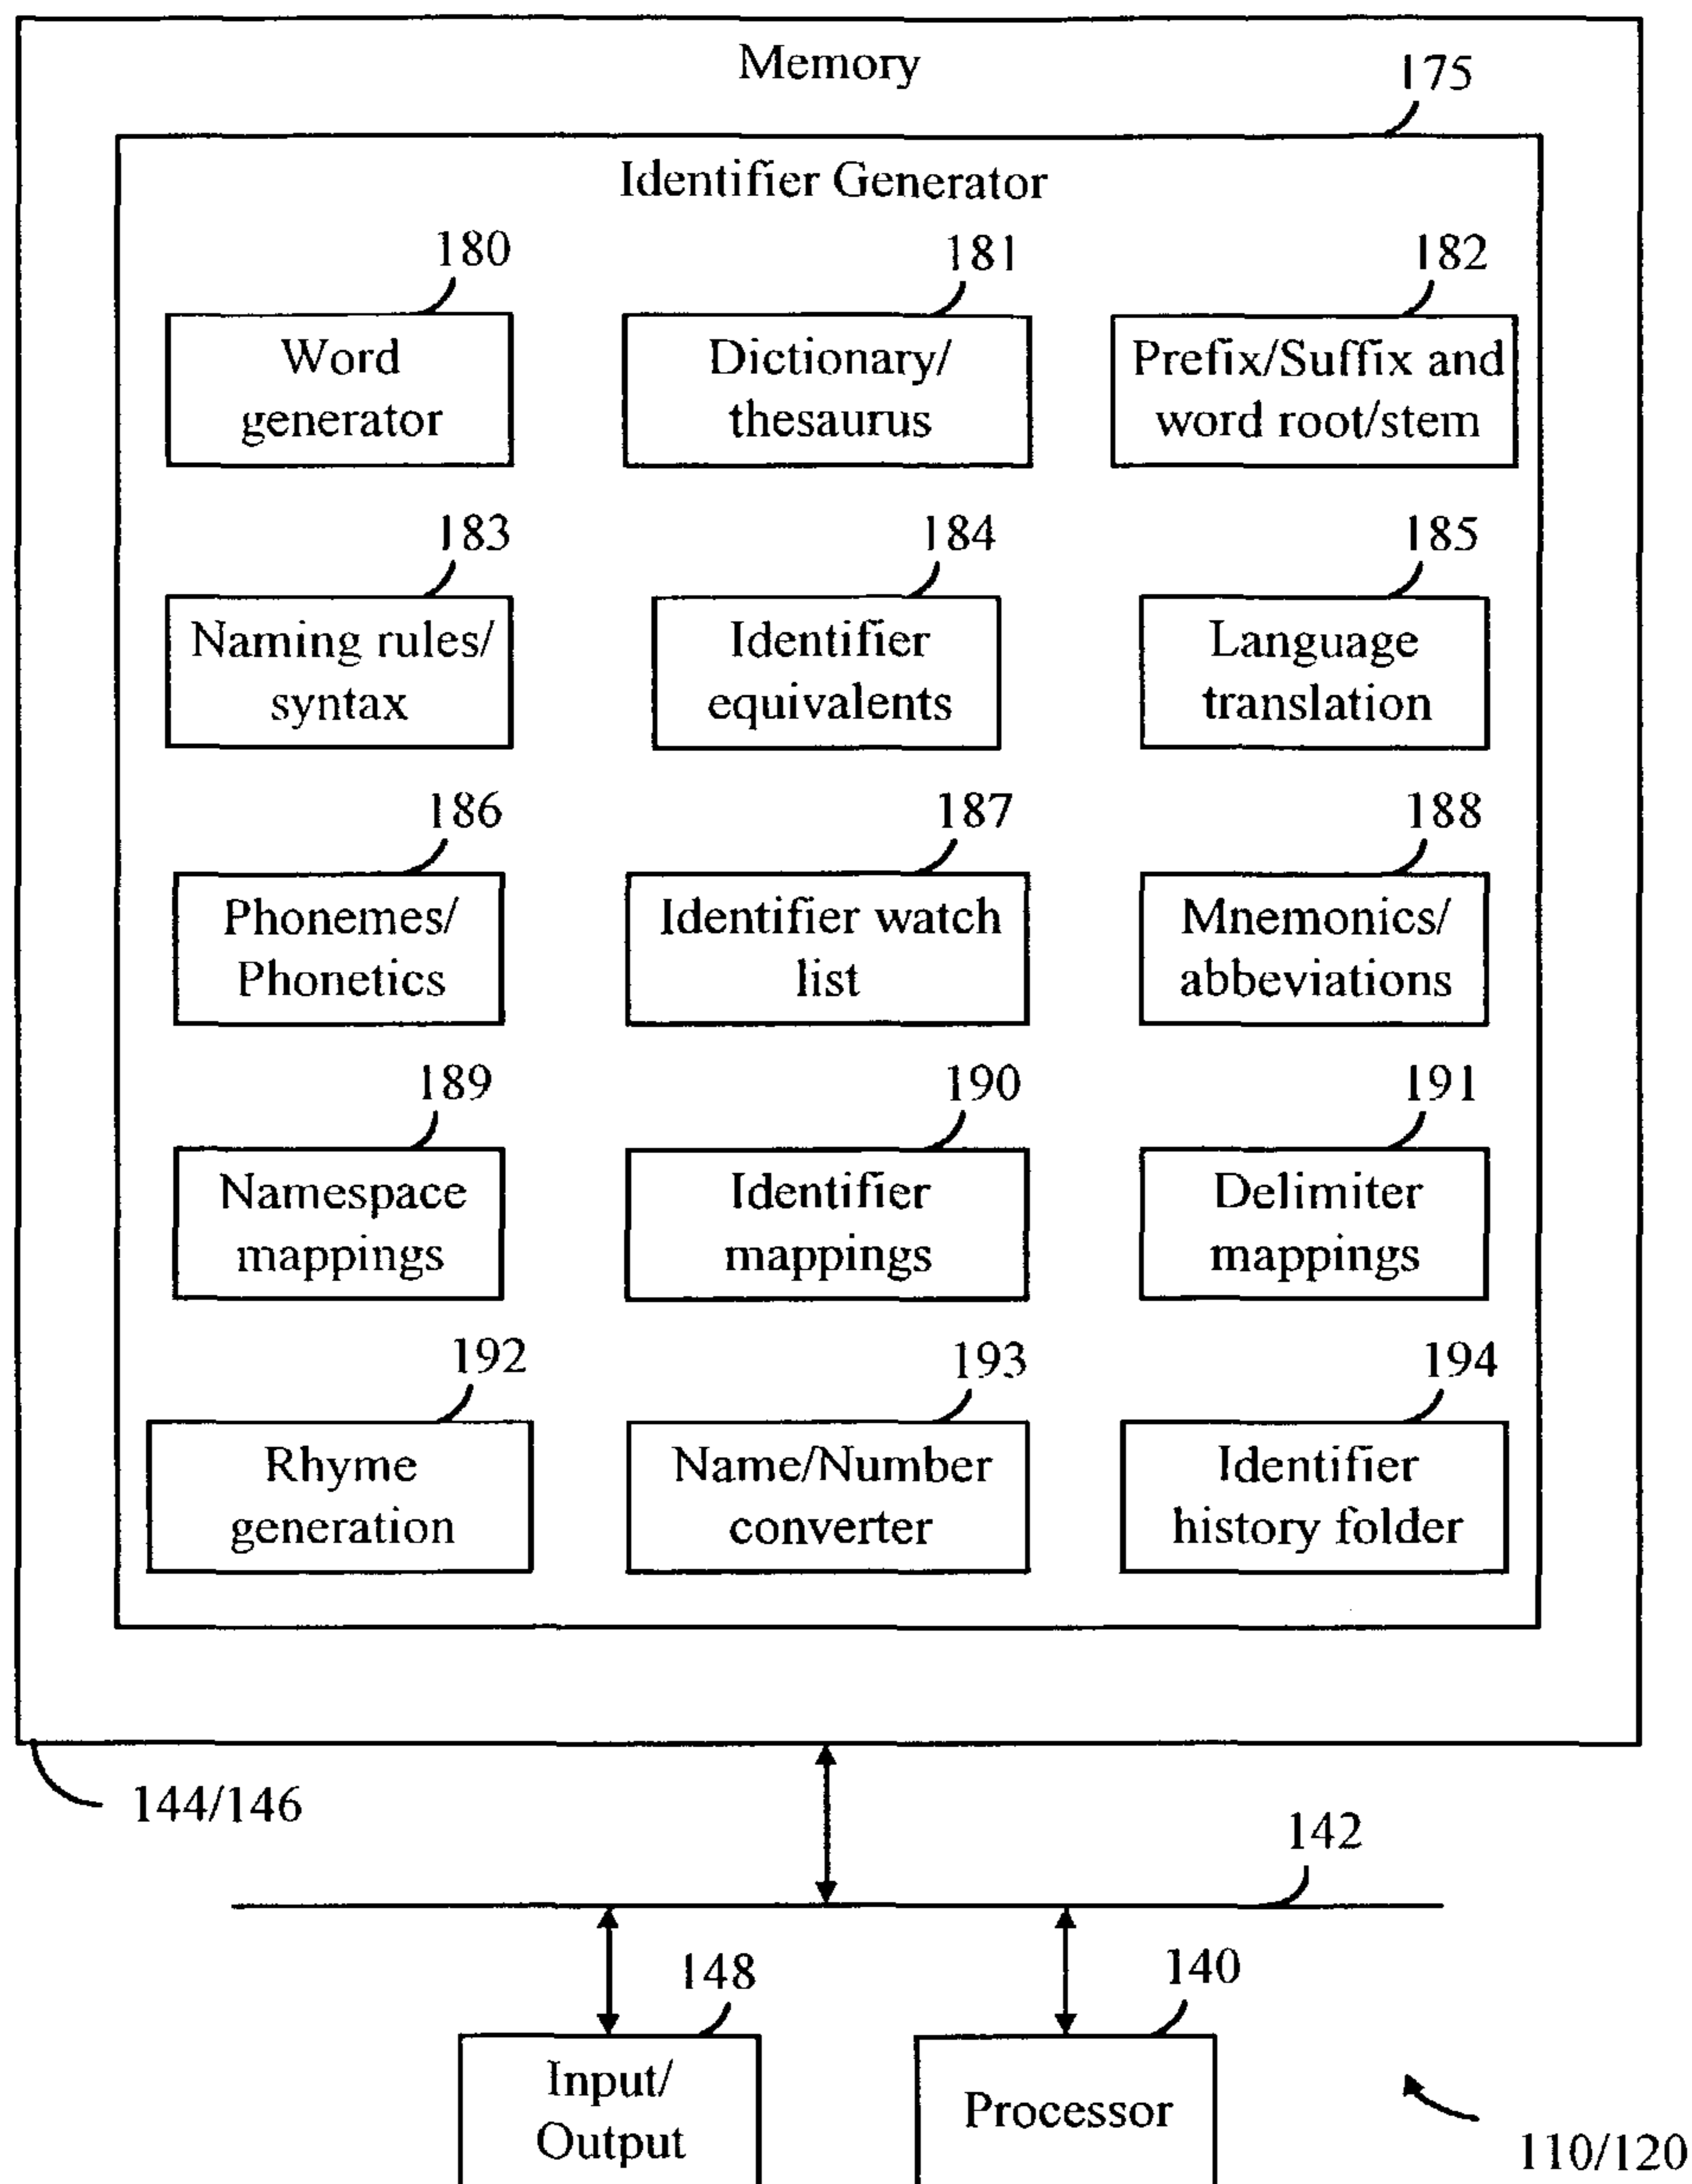 Memory
175
Identifier Generator
180
181
182
Word
generator
Dictionary/
thesaurus
Prefix/Suffix and
word root/stem
183
184
185
Naming rules/
syntax
Identifier
equivalents
Language
translation
186
187
188
Phonemes/
Phonetics
Identifier watch
list
Mnemonics/
abbeviations
189
190
191
Namespace
mappings
Identifier
mappings
Delimiter
mappings
192
193
194
Rhyme
generation
Name/Number
converter
Identifier
history folder
144/146
142
148
140
Input/
Output
Processor
110/120